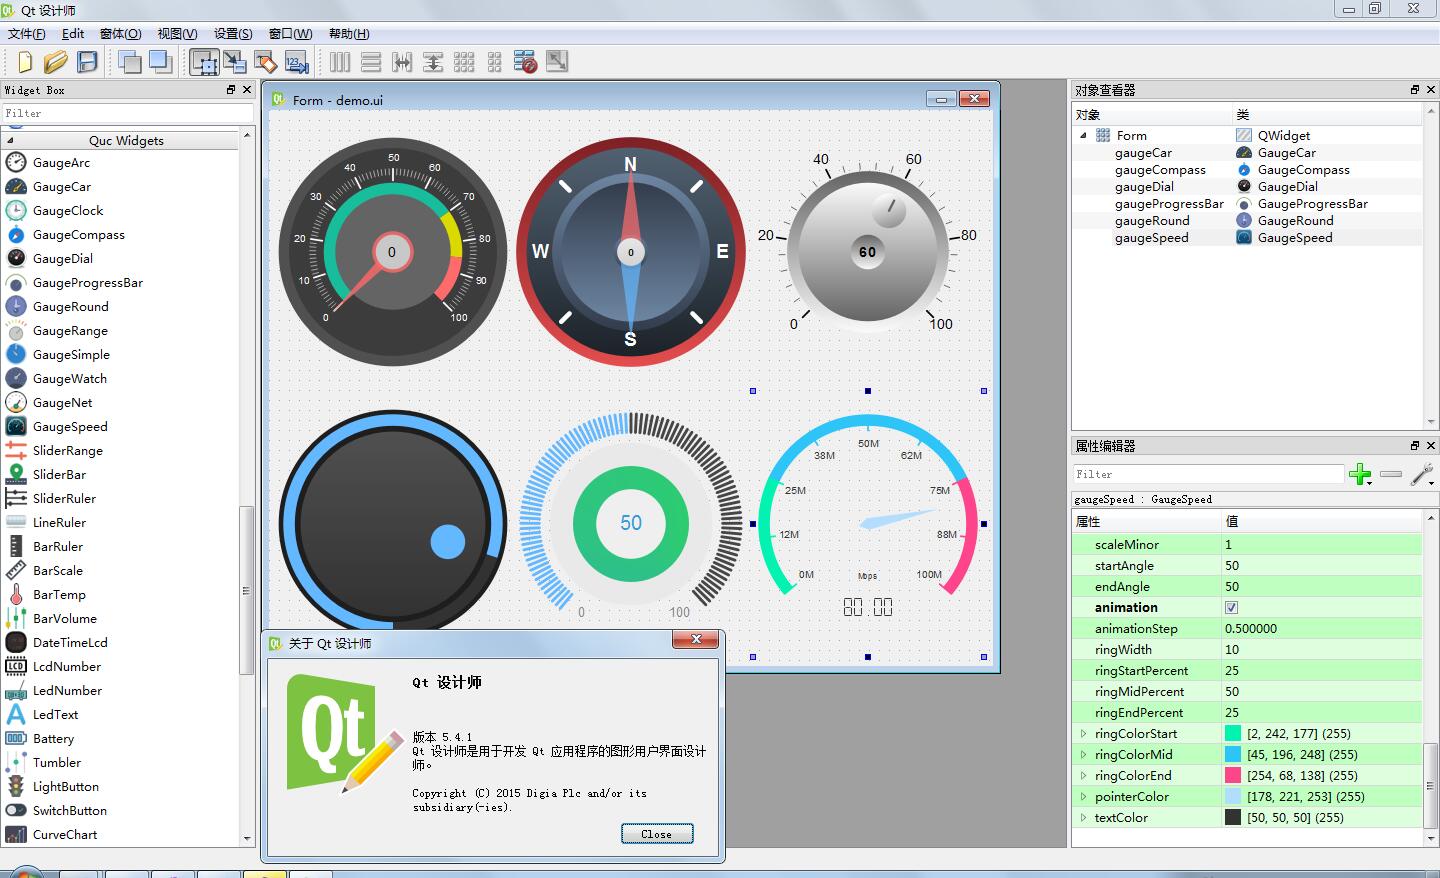 Qt 设计师
文件(F) Edit 窗体(O) 视图(V) 设置(S) 窗口(W) 帮助(H)
123
Widget Box
Filter
Quc Widgets
GaugeArc
GaugeCar
GaugeClock
GaugeCompass
GaugeDial
GaugeProgressBar
GaugeRound
GaugeRange
GaugeSimple
GaugeWatch
GaugeNet
GaugeSpeed
SliderRange
SliderBar
SliderRuler
LineRuler
BarRuler
BarScale
BarTemp
BarVolume
DateTimeLcd
LcdNumber
LedNumber
LedText
Battery
Tumbler
LightButton
SwitchButton
CurveChart
Form - demo.ui
0 10 20 30 40 50 60 70 80 90 100
0
N
W E
S
0
0 20 40 60 80 100
60
50
0 100
0M 12M 25M 38M 50M 62M 75M 88M 100M
Mbps
00 00
关于 Qt 设计师
Qt
Qt 设计师
版本 5.4.1
Qt 设计师是用于开发 Qt 应用程序的图形用户界面设计
师。
Copyright (C) 2015 Digia Plc and/or its
subsidiary(-ies).
Close
对象查看器
对象 类
Form QWidget
gaugeCar GaugeCar
gaugeCompass GaugeCompass
gaugeDial GaugeDial
gaugeProgressBar GaugeProgressBar
gaugeRound GaugeRound
gaugeSpeed GaugeSpeed
属性编辑器
Filter
gaugeSpeed : GaugeSpeed
属性 值
scaleMinor 1
startAngle 50
endAngle 50
animation
animationStep 0.500000
ringWidth 10
ringStartPercent 25
ringMidPercent 50
ringEndPercent 25
ringColorStart [2, 242, 177] (255)
ringColorMid [45, 196, 248] (255)
ringColorEnd [254, 68, 138] (255)
pointerColor [178, 221, 253] (255)
textColor [50, 50, 50] (255)